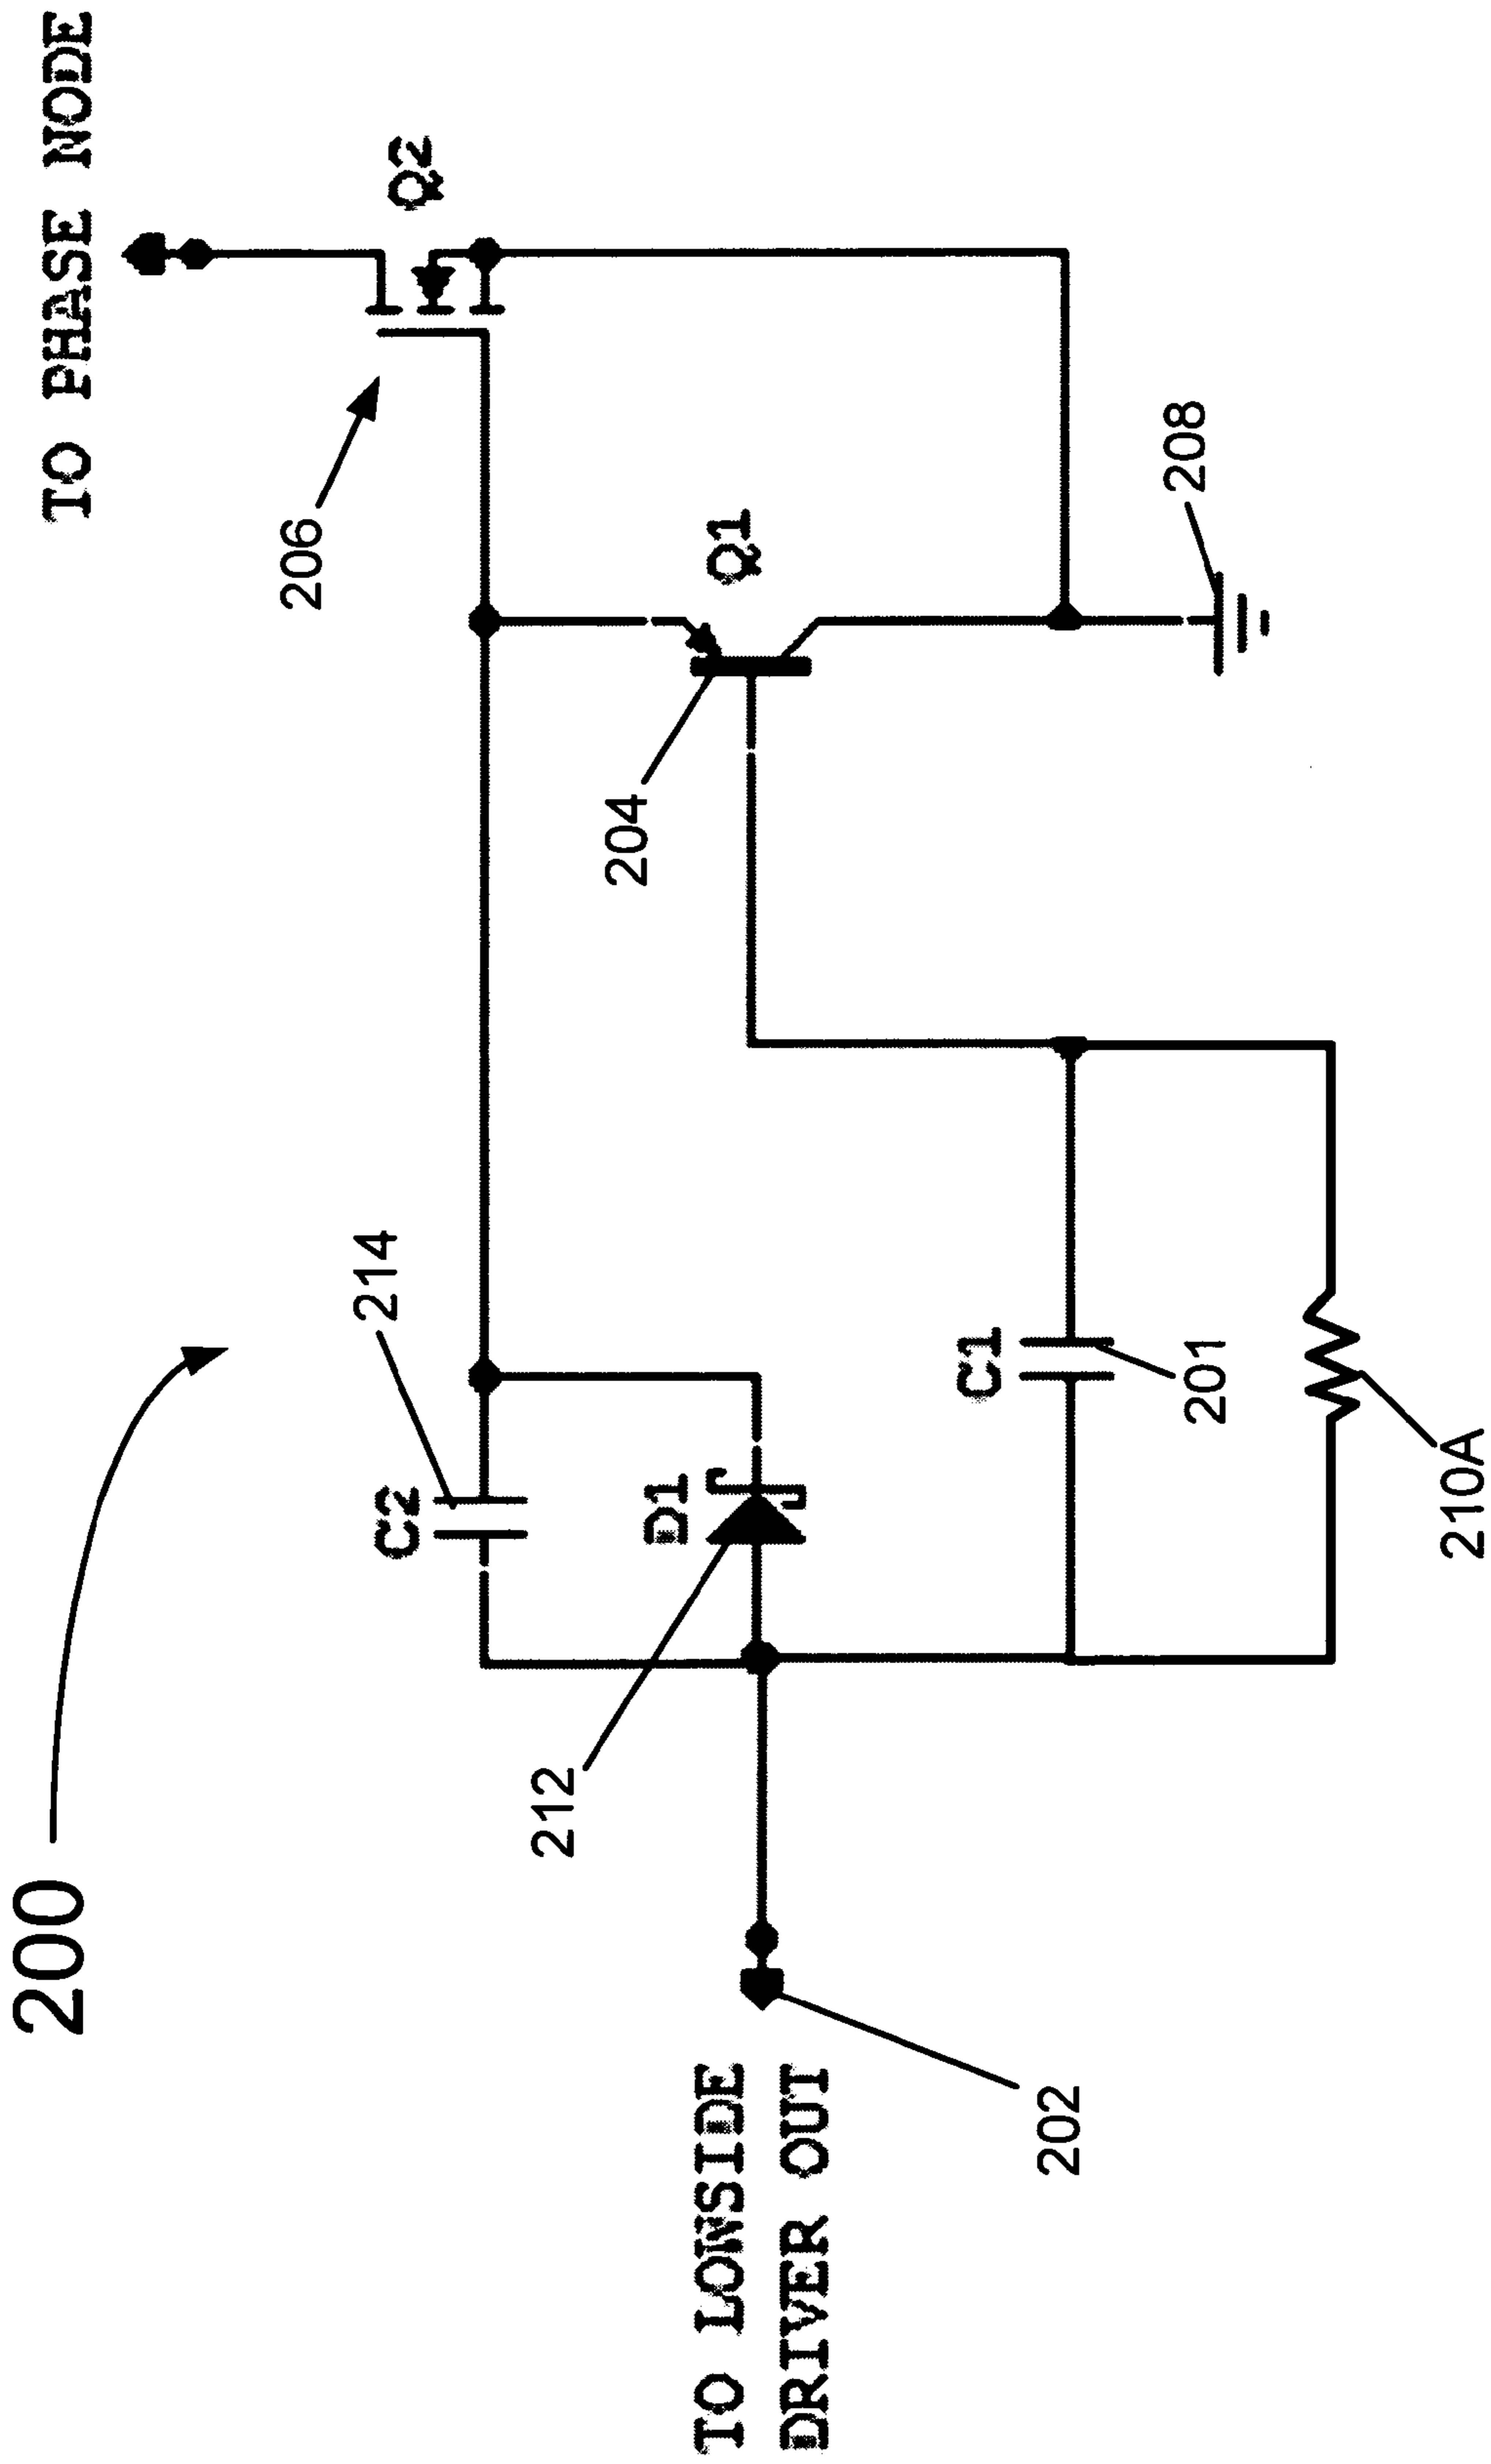 200
TO PHASE NODE
206
Q2
C2
214
D1
212
204
Q1
TO LOWSIDE
DRIVER OUT
202
C1
201
208
210A